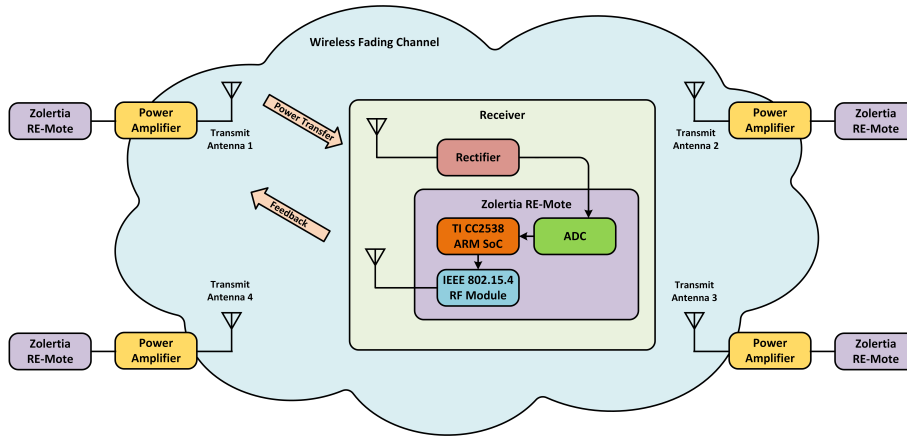 Wireless Fading Channel
Zolertia
RE-Mote
Power
Amplifier
Transmit
Antenna 1
Power Transfer
Feedback
Receiver
Rectifier
Zolertia RE-Mote
TI CC2538
ARM SoC
ADC
IEEE 802.15.4
RF Module
Transmit
Antenna 2
Power
Amplifier
Zolertia
RE-Mote
Transmit
Antenna 4
Zolertia
RE-Mote
Power
Amplifier
Transmit
Antenna 3
Power
Amplifier
Zolertia
RE-Mote